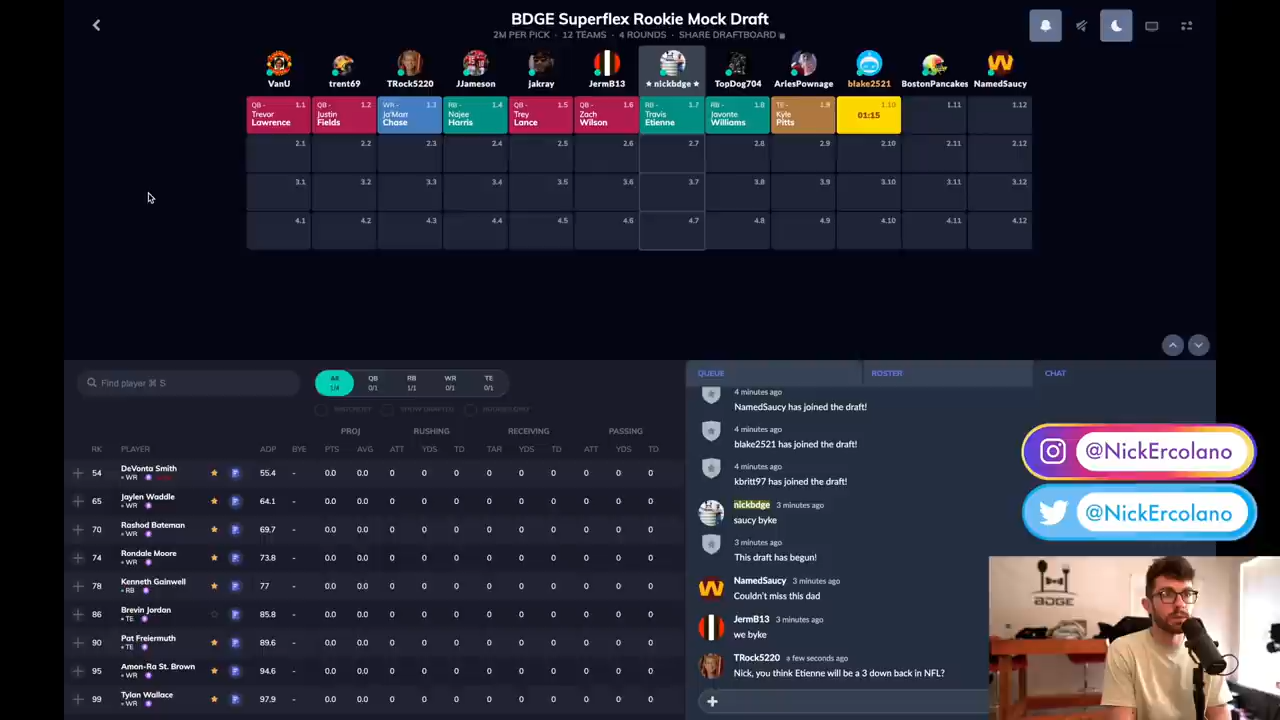 BDGE Superflex Rookie Mock Draft
2M PER PICK · 12 TEAMS · 4 ROUNDS · SHARE DRAFTBOARD
VanU trent69 TRock5220 JJameson jakray JermB13 ★ nickbdge ★ TopDog704 AriesPownage blake2521 BostonPancakes NamedSaucy
QB - 1.1 QB - 1.2 WR - 1.3 RB - 1.4 QB - 1.5 QB - 1.6 RB - 1.7 RB - 1.8 TE - 1.9 1.10 1.11 1.12
Trevor Justin Ja'Marr Najee Trey Zach Travis Javonte Kyle 01:15
Lawrence Fields Chase Harris Lance Wilson Etienne Williams Pitts
2.1 2.2 2.3 2.4 2.5 2.6 2.7 2.8 2.9 2.10 2.11 2.12
3.1 3.2 3.3 3.4 3.5 3.6 3.7 3.8 3.9 3.10 3.11 3.12
4.1 4.2 4.3 4.4 4.5 4.6 4.7 4.8 4.9 4.10 4.11 4.12
Find player ⌘ S
QB RB WR TE
1/4 0/1 1/1 0/1 0/1
WATCHLIST SHOW DRAFTED
PROJ RUSHING RECEIVING PASSING
RK PLAYER ADP BYE PTS AVG ATT YDS TD TAR YDS TD ATT YDS TD
54 DeVonta Smith 55.4 - 0.0 0.0 0 0 0 0 0 0 0 0 0
WR
65 Jaylen Waddle 64.1 - 0.0 0.0 0 0 0 0 0 0 0 0 0
WR
70 Rashod Bateman 69.7 - 0.0 0.0 0 0 0 0 0 0 0 0 0
WR
74 Rondale Moore 73.8 - 0.0 0.0 0 0 0 0 0 0 0 0 0
WR
78 Kenneth Gainwell 77 - 0.0 0.0 0 0 0 0 0 0 0 0 0
RB
86 Brevin Jordan 85.8 - 0.0 0.0 0 0 0 0 0 0 0 0 0
TE
90 Pat Freiermuth 89.6 - 0.0 0.0 0 0 0 0 0 0 0 0 0
TE
95 Amon-Ra St. Brown 94.6 - 0.0 0.0 0 0 0 0 0 0 0 0 0
WR
99 Tylan Wallace 97.9 - 0.0 0.0 0 0 0 0 0 0 0 0 0
WR
QUEUE ROSTER CHAT
4 minutes ago
NamedSaucy has joined the draft!
4 minutes ago
blake2521 has joined the draft!
4 minutes ago
kbritt97 has joined the draft!
nickbdge 3 minutes ago
saucy byke
3 minutes ago
This draft has begun!
NamedSaucy 3 minutes ago
Couldn't miss this dad
JermB13 3 minutes ago
we byke
TRock5220 a few seconds ago
Nick, you think Etienne will be a 3 down back in NFL?
@NickErcolano
@NickErcolano
BDGE